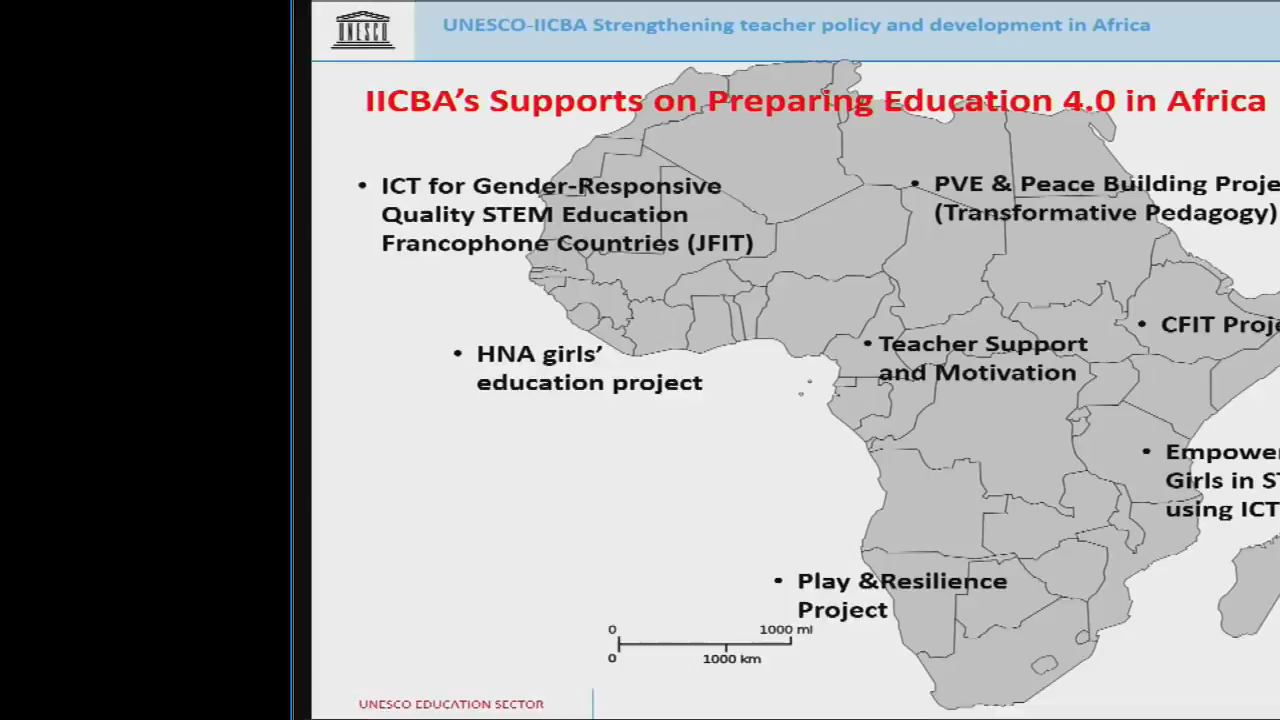 UNESCO
UNESCO-IICBA Strengthening teacher policy and development in Africa
IICBA's Supports on Preparing Education 4.0 in Africa
• ICT for Gender-Responsive
Quality STEM Education
Francophone Countries (JFIT)
• PVE & Peace Building Proje
(Transformative Pedagogy)
• CFIT Proje
• Teacher Support
and Motivation
• HNA girls’
education project
• Empower
Girls in ST
using ICT
• Play &Resilience
Project
0 1000 mi
0 1000 km
UNESCO EDUCATION SECTOR